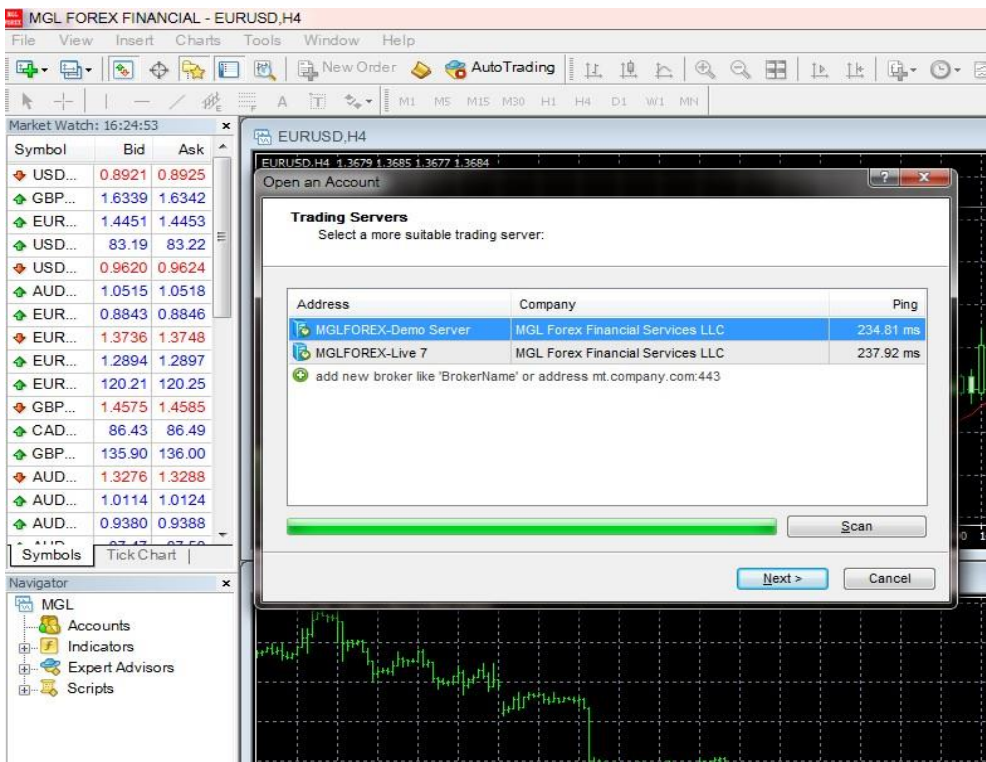 MGL FOREX FINANCIAL - EURUSD,H4
File View Insert Charts Tools Window Help
New Order AutoTrading
A T M1 M5 M15 M30 H1 H4 D1 W1 MN
Market Watch: 16:24:53
Symbol Bid Ask
USD... 0.8921 0.8925
GBP... 1.6339 1.6342
EUR... 1.4451 1.4453
USD... 83.19 83.22
USD... 0.9620 0.9624
AUD... 1.0515 1.0518
EUR... 0.8843 0.8846
EUR... 1.3736 1.3748
EUR... 1.2894 1.2897
EUR... 120.21 120.25
GBP... 1.4575 1.4585
CAD... 86.43 86.49
GBP... 135.90 136.00
AUD... 1.3276 1.3288
AUD... 1.0114 1.0124
AUD... 0.9380 0.9388
Symbols Tick Chart
Navigator
MGL
Accounts
Indicators
Expert Advisors
Scripts
EURUSD,H4
EURUSD,H4 1.3679 1.3685 1.3677 1.3684
Open an Account
Trading Servers
Select a more suitable trading server:
Address Company Ping
MGLFOREX-Demo Server MGL Forex Financial Services LLC 234.81 ms
MGLFOREX-Live 7 MGL Forex Financial Services LLC 237.92 ms
add new broker like 'BrokerName' or address mt.company.com:443
Scan
Next > Cancel